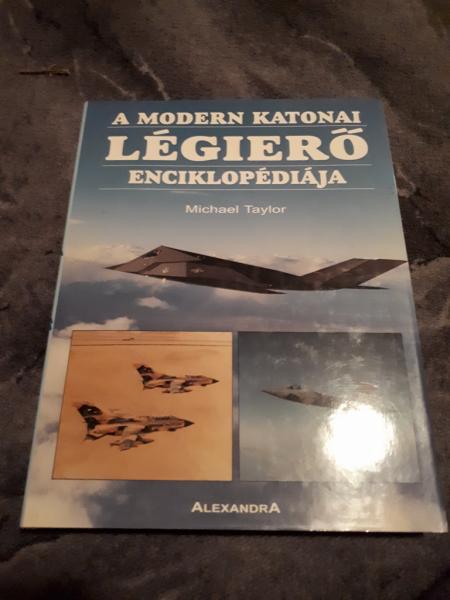 A MODERN KATONAI
LÉGIERŐ
ENCIKLOPÉDIÁJA
Michael Taylor
ALEXANDRA